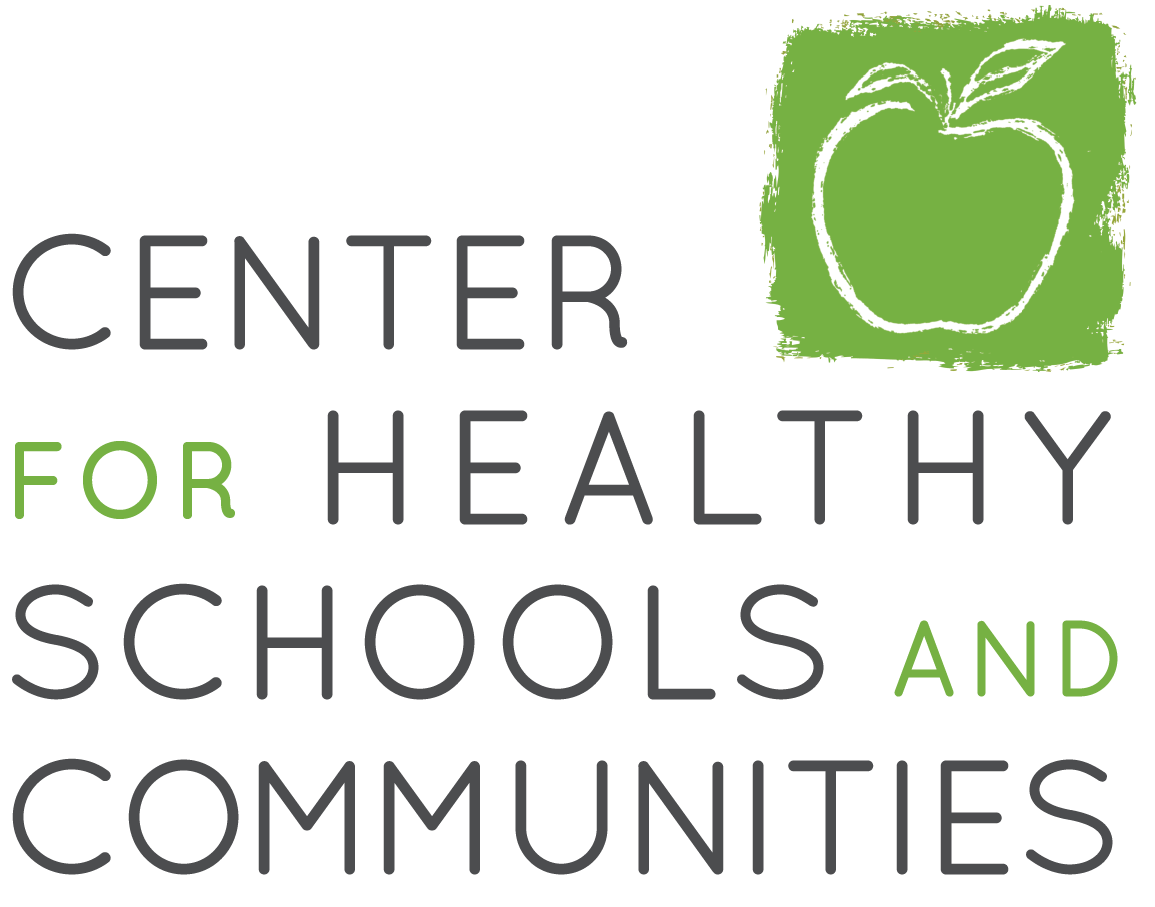 CENTER
FOR HEALTHY
SCHOOLS AND
COMMUNITIES